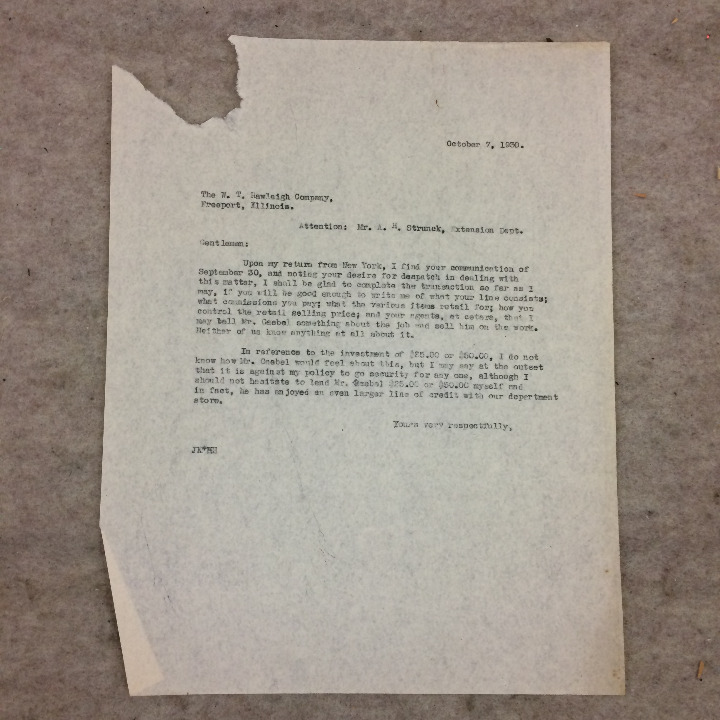 October 7, 1930.
The W. T. Rawleigh Company,
Freeport, Illinois.
Attention: Mr. A. H. Strunck, Extension Dept.
Gentlemen:
Upon my return from New York, I find your communication of
September 30, and noting your desire for despatch in dealing with
this matter, I shall be glad to complete the transaction so far as I
may, if you will be good enough to write me of what your line consists;
what commissions you pay; what the various items retail for; how you
control the retail selling price; and your agents, et cetera, that I
may tell Mr. Gaebel something about the job and sell him on the work.
Neither of us know anything at all about it.
In reference to the investment of $25.00 or $50.00, I do not
know how Mr. Gaebel would feel about this, but I may say at the outset
that it is against my policy to go security for any one, although I
should not hesitate to lend Mr. Gaebel $25.00 or $50.00 myself and
in fact, he has enjoyed an even larger line of credit with our department
store.
Yours very respectfully,